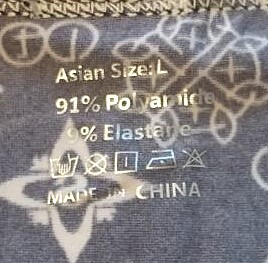 Asian Size: L
91% Polyamide
9% Elastane
MADE IN CHINA